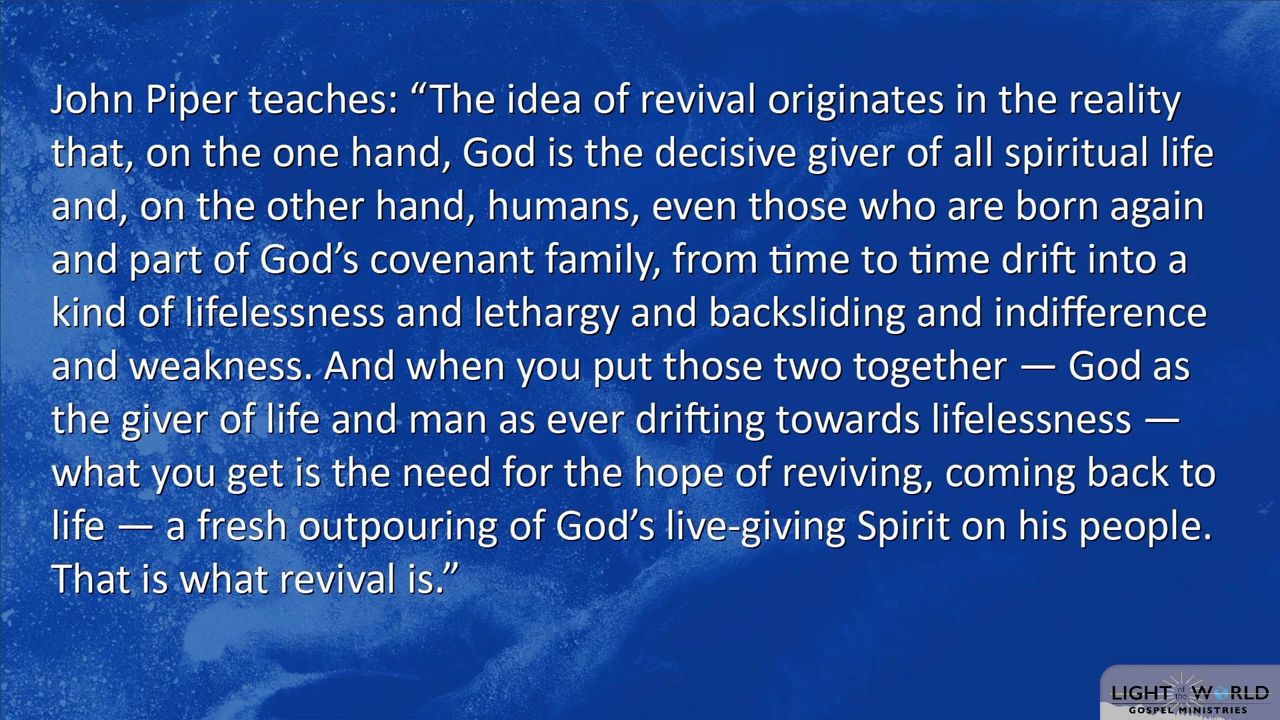 John Piper teaches: “The idea of revival originates in the reality
that, on the one hand, God is the decisive giver of all spiritual life
and, on the other hand, humans, even those who are born again
and part of God’s covenant family, from time to time drift into a
kind of lifelessness and lethargy and backsliding and indifference
and weakness. And when you put those two together — God as
the giver of life and man as ever drifting towards lifelessness —
what you get is the need for the hope of reviving, coming back to
life — a fresh outpouring of God’s live-giving Spirit on his people.
That is what revival is.”
LIGHT of the WORLD
GOSPEL MINISTRIES